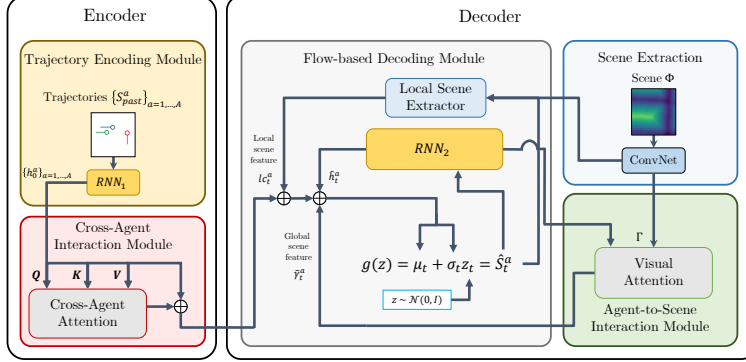 Encoder
Trajectory Encoding Module
Trajectories {S^a_past}_{a=1,…,A}
{h^a_0}_{a=1,…,A}
RNN_1
Cross-Agent
Interaction Module
Q
K
V
Cross-Agent
Attention
Decoder
Flow-based Decoding Module
Local Scene
Extractor
Local
scene
feature
lc^a_t
RNN_2
ĥ^a_t
Global
scene
feature
γ̃^a_t
g(z) = μ_t + σ_t z_t = Ŝ^a_t
z ~ 𝒩(0, I)
Scene Extraction
Scene Φ
ConvNet
Γ
Visual
Attention
Agent-to-Scene
Interaction Module